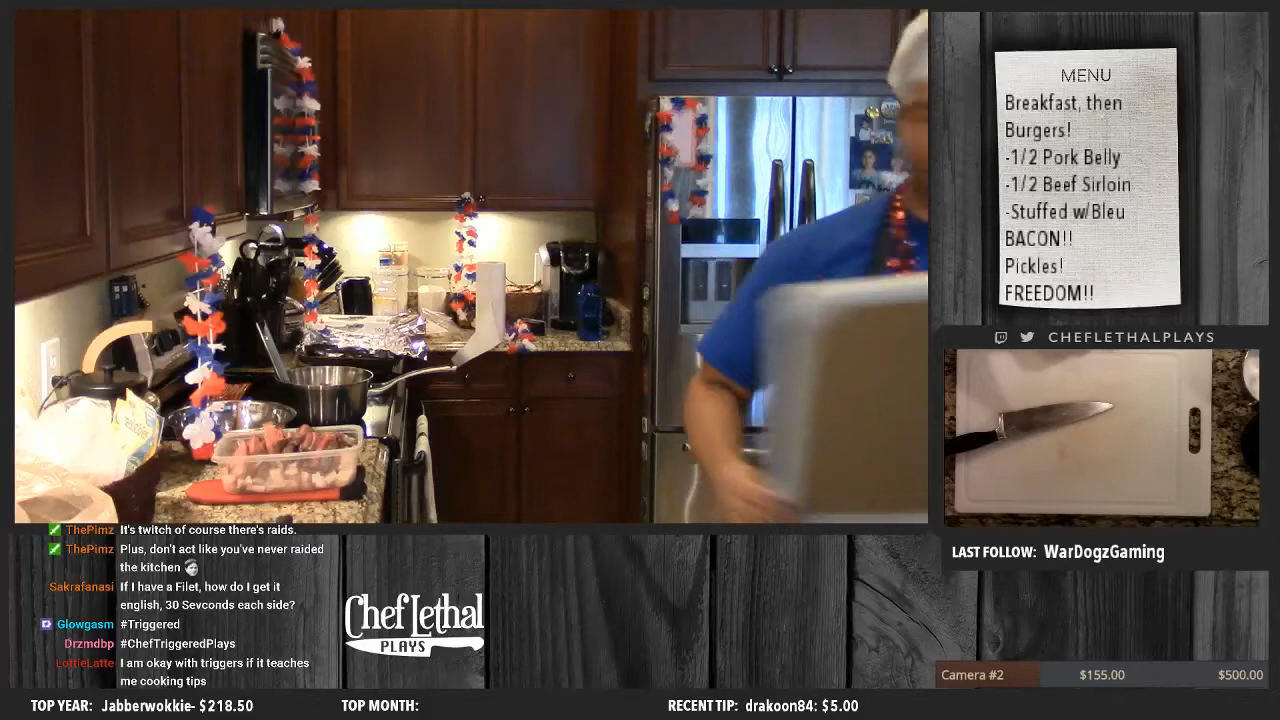 MENU
Breakfast, then
Burgers!
-1/2 Pork Belly
-1/2 Beef Sirloin
-Stuffed w/Bleu
BACON!!
Pickles!
FREEDOM!!
CHEFLETHALPLAYS
ThePimz It's twitch of course there's raids.
ThePimz Plus, don't act like you've never raided
the kitchen
Sakrafanasi If I have a Filet, how do I get it
english, 30 Sevconds each side?
Glowgasm #Triggered
Drzmdbp #ChefTriggeredPlays
LottieLatte I am okay with triggers if it teaches
me cooking tips
Chef Lethal
PLAYS
LAST FOLLOW: WarDogzGaming
Camera #2 $155.00 $500.00
TOP YEAR: Jabberwokkie- $218.50
TOP MONTH:
RECENT TIP: drakoon84: $5.00